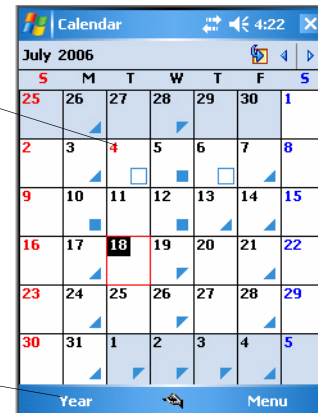 Calendar 4:22
July 2006
S M T W T F S
25 26 27 28 29 30 1
2 3 4 5 6 7 8
9 10 11 12 13 14 15
16 17 18 19 20 21 22
23 24 25 26 27 28 29
30 31 1 2 3 4 5
Year Menu